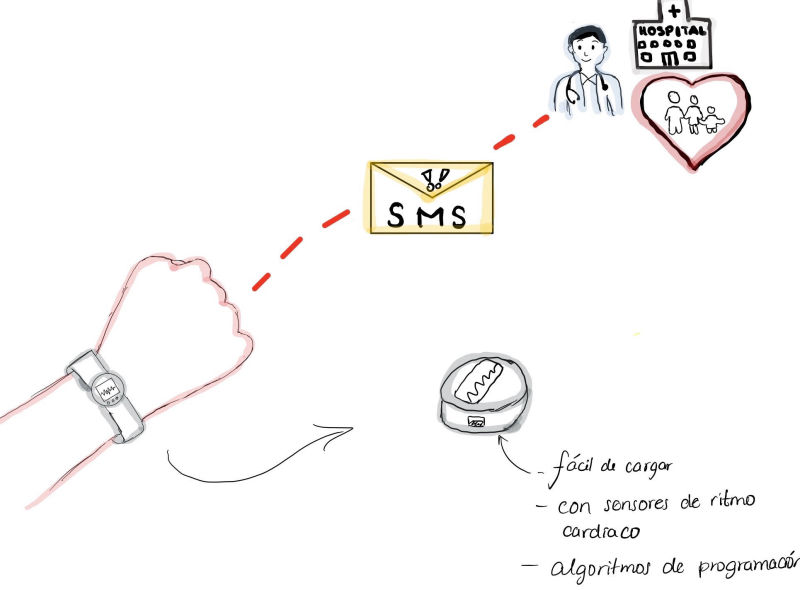 HOSPITAL
SMS
- fácil de cargar
- con sensores de ritmo
cardiaco
- algoritmos de programación